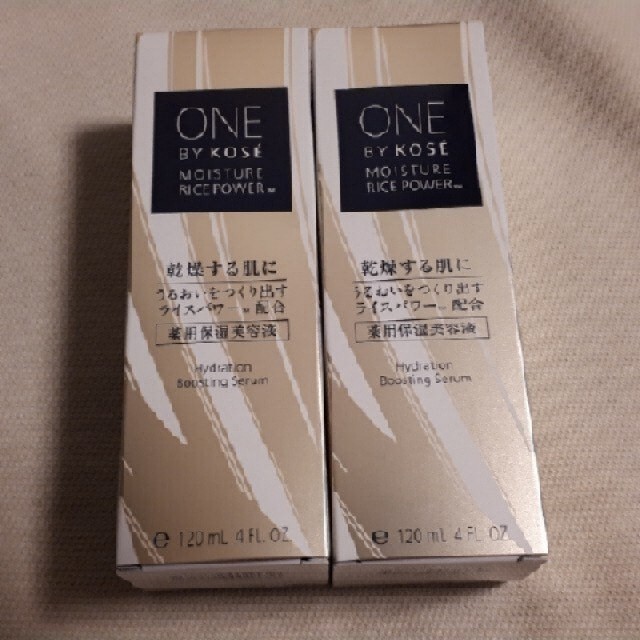 ONE
BY KOSÉ
MOISTURE
RICE POWER
乾燥する肌に
うるおいをつくり出す
ライスパワー 配合
薬用保湿美容液
Hydration
Boosting Serum
e 120 mL 4 FL.OZ.
ONE
BY KOSÉ
MOISTURE
RICE POWER
乾燥する肌に
うるおいをつくり出す
ライスパワー 配合
薬用保湿美容液
Hydration
Boosting Serum
e 120 mL 4 FL.OZ.